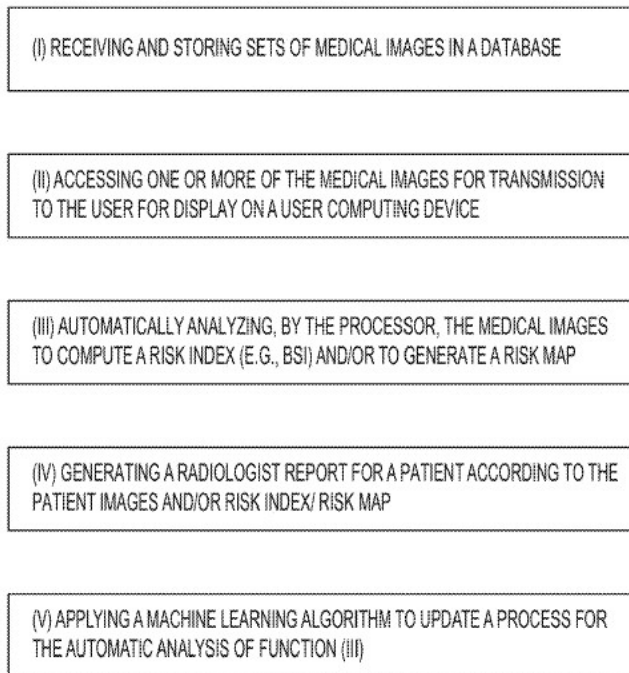 (I) RECEIVING AND STORING SETS OF MEDICAL IMAGES IN A DATABASE
(II) ACCESSING ONE OR MORE OF THE MEDICAL IMAGES FOR TRANSMISSION
TO THE USER FOR DISPLAY ON A USER COMPUTING DEVICE
(III) AUTOMATICALLY ANALYZING, BY THE PROCESSOR, THE MEDICAL IMAGES
TO COMPUTE A RISK INDEX (E.G., BSI) AND/OR TO GENERATE A RISK MAP
(IV) GENERATING A RADIOLOGIST REPORT FOR A PATIENT ACCORDING TO THE
PATIENT IMAGES AND/OR RISK INDEX/ RISK MAP
(V) APPLYING A MACHINE LEARNING ALGORITHM TO UPDATE A PROCESS FOR
THE AUTOMATIC ANALYSIS OF FUNCTION (III)